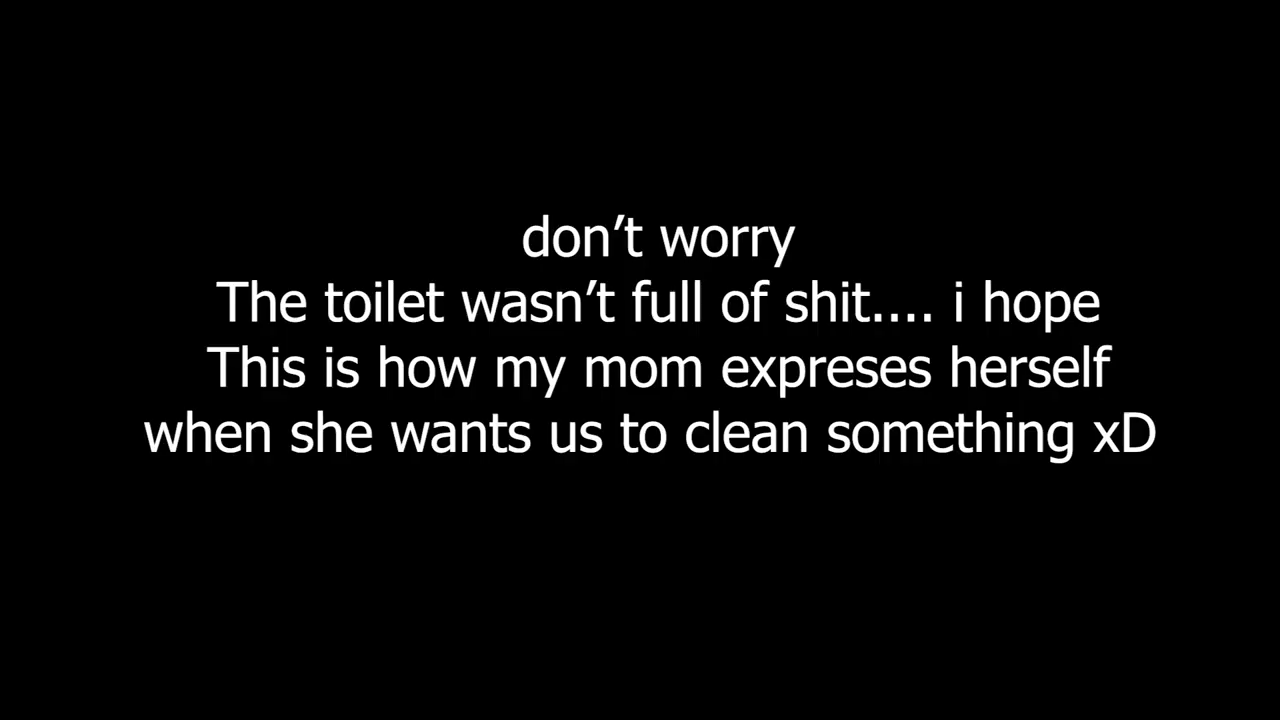 don’t worry
The toilet wasn’t full of shit.... i hope
This is how my mom expreses herself
when she wants us to clean something xD